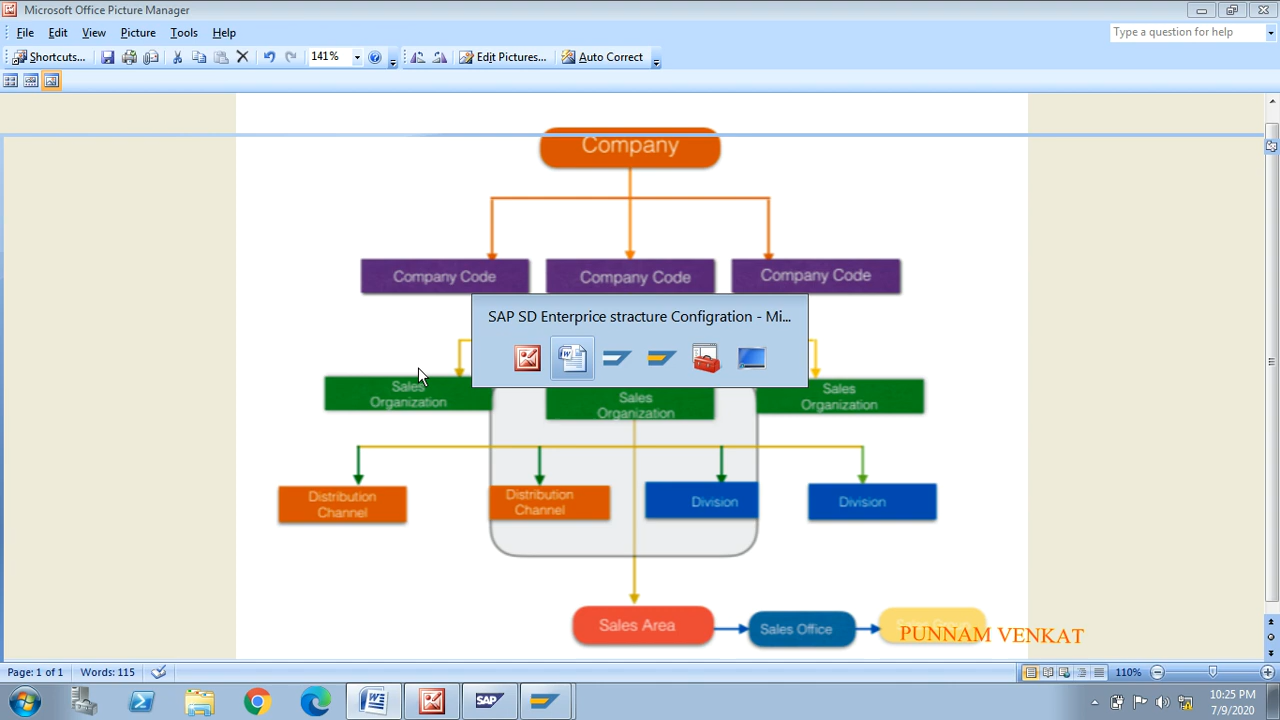 Microsoft Office Picture Manager
File Edit View Picture Tools Help
Type a question for help
Shortcuts... 141% Edit Pictures... Auto Correct
Company
Company Code Company Code Company Code
SAP SD Enterprice stracture Configration - Mi...
Sales
Organization
Sales
Organization
Sales
Organization
Distribution
Channel
Distribution
Channel
Division
Division
Sales Area
Sales Office
PUNNAM VENKAT
Page: 1 of 1 Words: 115 110%
SAP
10:25 PM
7/9/2020